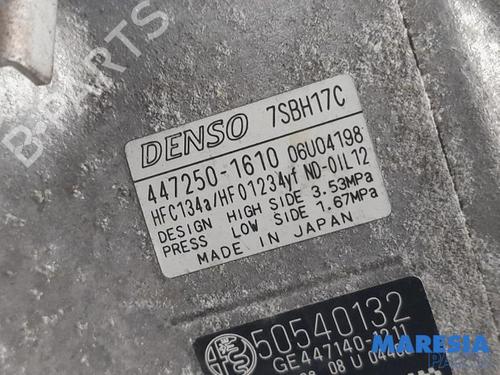 B-PARTS
DENSO 7SBH17C
447250-1610 06U04198
HFC134a/HFO1234yf ND-OIL12
DESIGN HIGH SIDE 3.53MPa
PRESS LOW SIDE 1.67MPa
MADE IN JAPAN
50540132
GE447140-
08 U
MARESIA